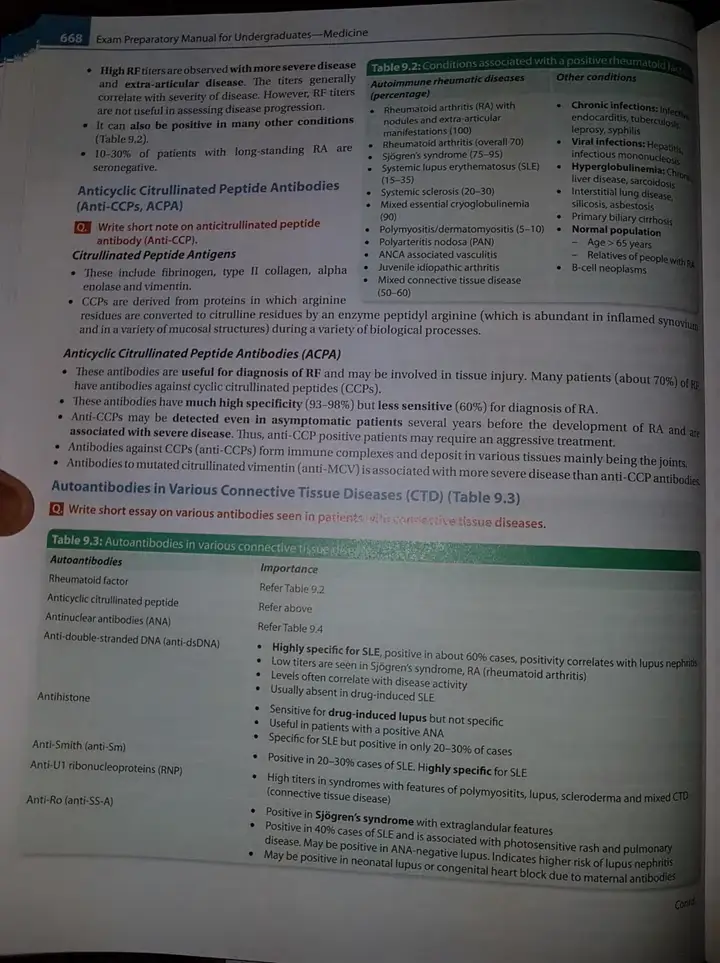 668 Exam Preparatory Manual for Undergraduates—Medicine
• High RF titers are observed with more severe disease
and extra-articular disease. The titers generally
correlate with severity of disease. However, RF titers
are not useful in assessing disease progression.
• It can also be positive in many other conditions
(Table 9.2).
• 10–30% of patients with long-standing RA are
seronegative.
Anticyclic Citrullinated Peptide Antibodies
(Anti-CCPs, ACPA)
Q. Write short note on anticitrullinated peptide
antibody (Anti-CCP).
Citrullinated Peptide Antigens
• These include fibrinogen, type II collagen, alpha
enolase and vimentin.
• CCPs are derived from proteins in which arginine
residues are converted to citrulline residues by an enzyme peptidyl arginine (which is abundant in inflamed synovium
and in a variety of mucosal structures) during a variety of biological processes.
Table 9.2: Conditions associated with a positive rheumatoid
Autoimmune rheumatic diseases
(percentage)
• Rheumatoid arthritis (RA) with
nodules and extra-articular
manifestations (100)
• Rheumatoid arthritis (overall 70)
• Sjögren's syndrome (75–95)
• Systemic lupus erythematosus (SLE)
(15–35)
• Systemic sclerosis (20–30)
• Mixed essential cryoglobulinemia
(90)
• Polymyositis/dermatomyositis (5–10)
• Polyarteritis nodosa (PAN)
• ANCA associated vasculitis
• Juvenile idiopathic arthritis
• Mixed connective tissue disease
(50–60)
Other conditions
• Chronic infections: Infective
endocarditis, tuberculosis,
leprosy, syphilis
• Viral infections: Hepatitis,
infectious mononucleosis
• Hyperglobulinemia: Chronic
liver disease, sarcoidosis
• Interstitial lung disease,
silicosis, asbestosis
• Primary biliary cirrhosis
• Normal population
– Age > 65 years
– Relatives of people with RA
• B-cell neoplasms
Anticyclic Citrullinated Peptide Antibodies (ACPA)
• These antibodies are useful for diagnosis of RF and may be involved in tissue injury. Many patients (about 70%) of RF
have antibodies against cyclic citrullinated peptides (CCPs).
• These antibodies have much high specificity (93–98%) but less sensitive (60%) for diagnosis of RA.
• Anti-CCPs may be detected even in asymptomatic patients several years before the development of RA and are
associated with severe disease. Thus, anti-CCP positive patients may require an aggressive treatment.
• Antibodies against CCPs (anti-CCPs) form immune complexes and deposit in various tissues mainly being the joints.
• Antibodies to mutated citrullinated vimentin (anti-MCV) is associated with more severe disease than anti-CCP antibodies.
Autoantibodies in Various Connective Tissue Diseases (CTD) (Table 9.3)
Q. Write short essay on various antibodies seen in patients with connective tissue diseases.
Table 9.3: Autoantibodies in various connective tissue
Autoantibodies
Importance
Rheumatoid factor
Refer Table 9.2
Anticyclic citrullinated peptide
Refer above
Antinuclear antibodies (ANA)
Refer Table 9.4
Anti-double-stranded DNA (anti-dsDNA)
• Highly specific for SLE, positive in about 60% cases, positivity correlates with lupus nephritis
• Low titers are seen in Sjögren's syndrome, RA (rheumatoid arthritis)
• Levels often correlate with disease activity
• Usually absent in drug-induced SLE
Antihistone
• Sensitive for drug-induced lupus but not specific
• Useful in patients with a positive ANA
• Specific for SLE but positive in only 20–30% of cases
Anti-Smith (anti-Sm)
• Positive in 20–30% cases of SLE. Highly specific for SLE
Anti-U1 ribonucleoproteins (RNP)
• High titers in syndromes with features of polymyositits, lupus, scleroderma and mixed CTD
(connective tissue disease)
Anti-Ro (anti-SS-A)
• Positive in Sjögren's syndrome with extraglandular features
• Positive in 40% cases of SLE and is associated with photosensitive rash and pulmonary
disease. May be positive in ANA-negative lupus. Indicates higher risk of lupus nephritis
• May be positive in neonatal lupus or congenital heart block due to maternal antibodies
Contd